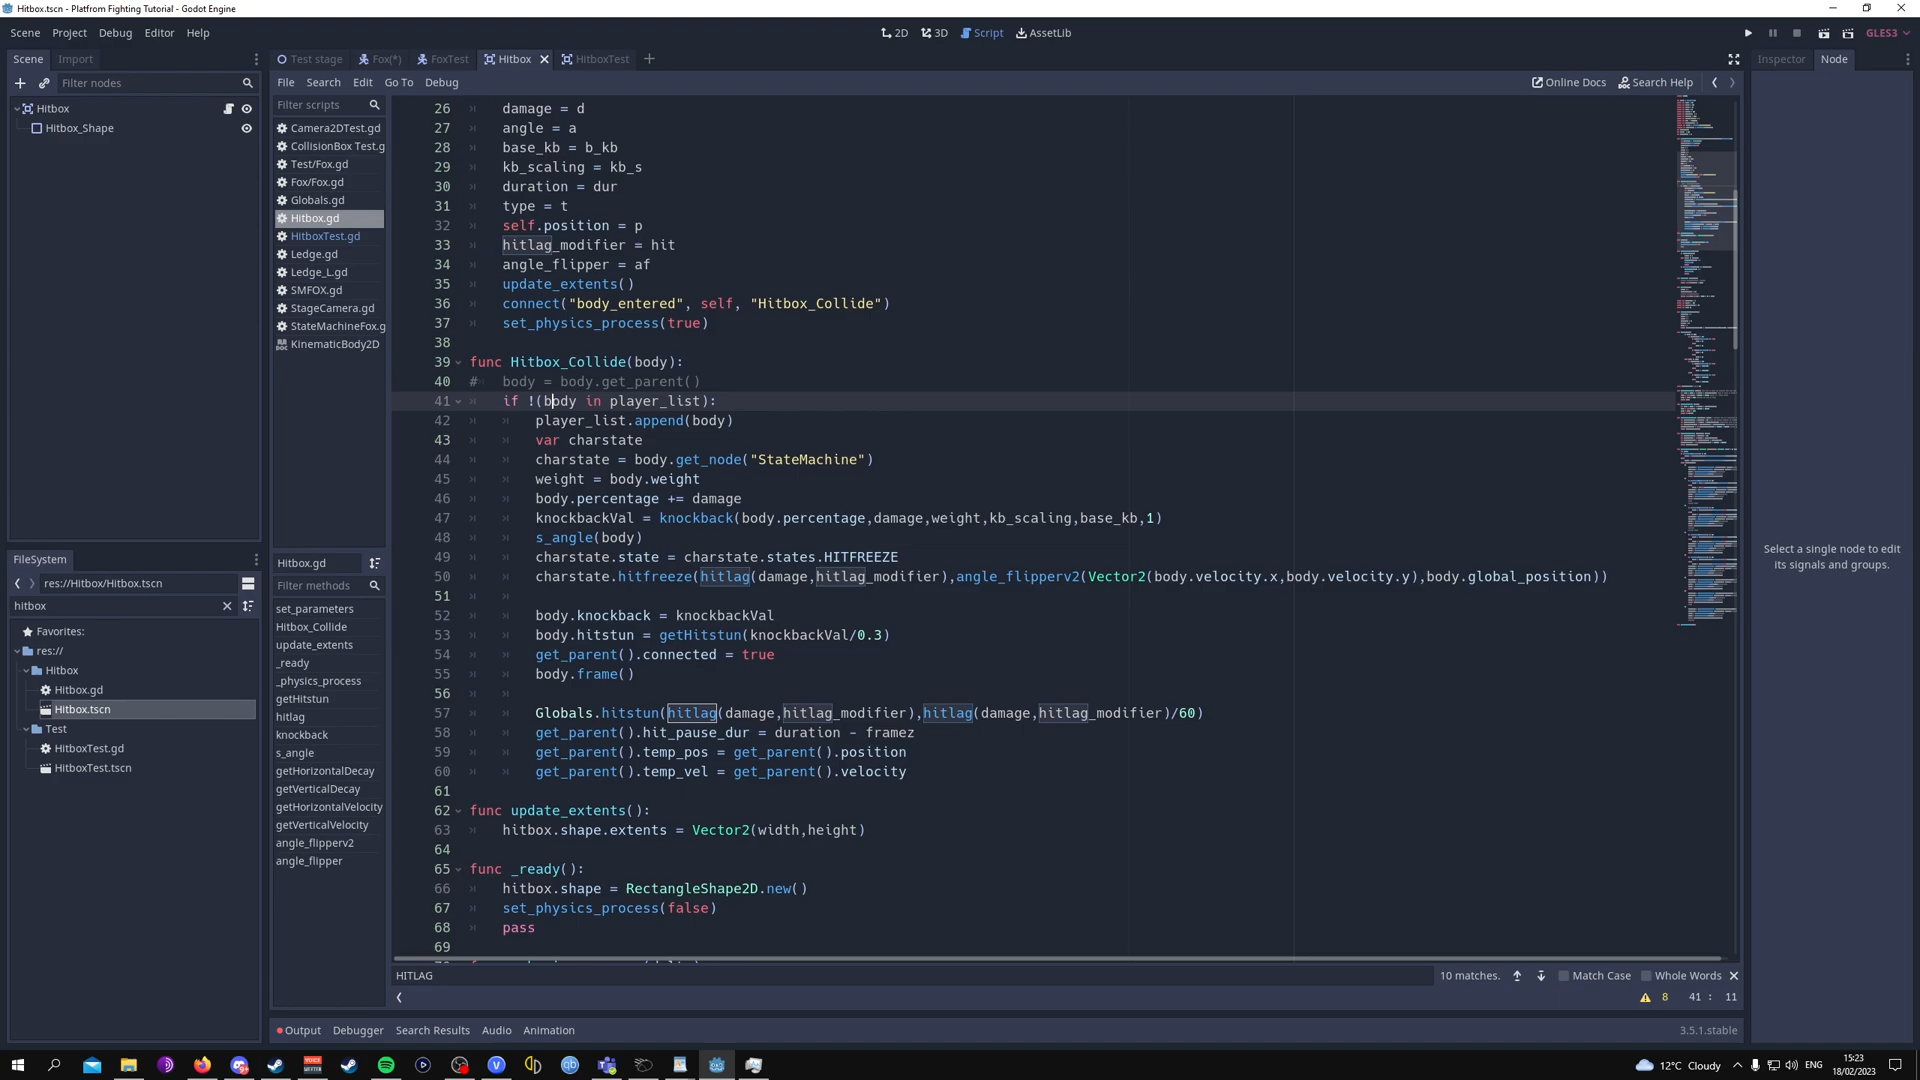 Hitbox.tscn - Platfrom Fighting Tutorial - Godot Engine
Scene Project Debug Editor Help
2D 3D Script AssetLib
GLES3
Scene Import
Test stage Fox(*) FoxTest Hitbox HitboxTest
Inspector Node
Filter nodes
File Search Edit Go To Debug
Online Docs Search Help
Hitbox
Hitbox_Shape
Filter scripts
Camera2DTest.gd
CollisionBox Test.g
Test/Fox.gd
Fox/Fox.gd
Globals.gd
Hitbox.gd
HitboxTest.gd
Ledge.gd
Ledge_L.gd
SMFOX.gd
StageCamera.gd
StateMachineFox.g
KinematicBody2D
Hitbox.gd
Filter methods
set_parameters
Hitbox_Collide
update_extents
_ready
_physics_process
getHitstun
hitlag
knockback
s_angle
getHorizontalDecay
getVerticalDecay
getHorizontalVelocity
getVerticalVelocity
angle_flipperv2
angle_flipper
FileSystem
res://Hitbox/Hitbox.tscn
hitbox
Favorites:
res://
Hitbox
Hitbox.gd
Hitbox.tscn
Test
HitboxTest.gd
HitboxTest.tscn
26 damage = d
27 angle = a
28 base_kb = b_kb
29 kb_scaling = kb_s
30 duration = dur
31 type = t
32 self.position = p
33 hitlag_modifier = hit
34 angle_flipper = af
35 update_extents()
36 connect("body_entered", self, "Hitbox_Collide")
37 set_physics_process(true)
38
39 func Hitbox_Collide(body):
40 # body = body.get_parent()
41 if !(body in player_list):
42 player_list.append(body)
43 var charstate
44 charstate = body.get_node("StateMachine")
45 weight = body.weight
46 body.percentage += damage
47 knockbackVal = knockback(body.percentage,damage,weight,kb_scaling,base_kb,1)
48 s_angle(body)
49 charstate.state = charstate.states.HITFREEZE
50 charstate.hitfreeze(hitlag(damage,hitlag_modifier),angle_flipperv2(Vector2(body.velocity.x,body.velocity.y),body.global_position))
51
52 body.knockback = knockbackVal
53 body.hitstun = getHitstun(knockbackVal/0.3)
54 get_parent().connected = true
55 body.frame()
56
57 Globals.hitstun(hitlag(damage,hitlag_modifier),hitlag(damage,hitlag_modifier)/60)
58 get_parent().hit_pause_dur = duration - framez
59 get_parent().temp_pos = get_parent().position
60 get_parent().temp_vel = get_parent().velocity
61
62 func update_extents():
63 hitbox.shape.extents = Vector2(width,height)
64
65 func _ready():
66 hitbox.shape = RectangleShape2D.new()
67 set_physics_process(false)
68 pass
69
HITLAG
10 matches. Match Case Whole Words
8 41 : 11
Output Debugger Search Results Audio Animation
3.5.1.stable
Select a single node to edit
its signals and groups.
12°C Cloudy
ENG
15:23
18/02/2023